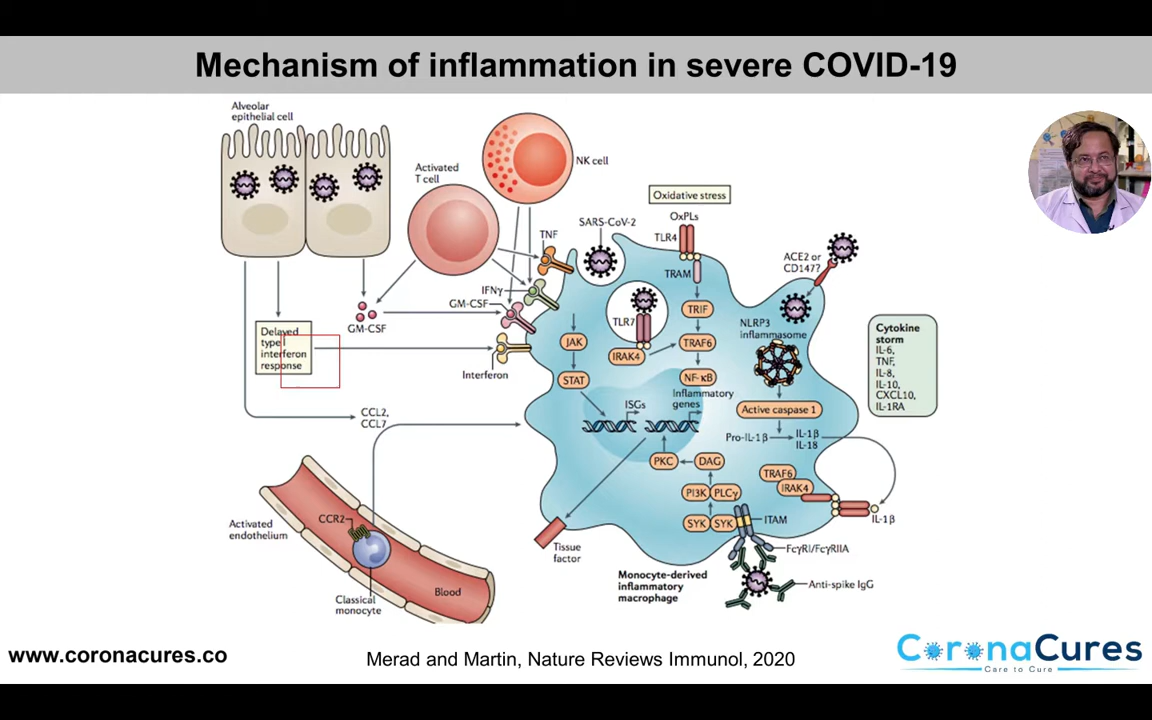 Mechanism of inflammation in severe COVID-19
Alveolar
epithelial cell
Activated
T cell
NK cell
Oxidative stress
OxPLs
SARS-CoV-2
TLR4
TNF
TRAM
ACE2 or
CD147?
IFNγ
GM-CSF
GM-CSF
TLR7
TRIF
NLRP3
inflammasome
Delayed
type I
interferon
response
JAK
IRAK4
TRAF6
Interferon
STAT
NF-κB
Inflammatory
genes
ISGs
Cytokine
storm
IL-6,
TNF,
IL-8,
IL-10,
CXCL10,
IL-1RA
Active caspase 1
CCL2,
CCL7
Pro-IL-1β
IL-1β
IL-18
PKC
DAG
TRAF6
IRAK4
PI3K
PLCγ
IL-1β
SYK
SYK
ITAM
CCR2
Activated
endothelium
Tissue
factor
FcγRI/FcγRIIA
Monocyte-derived
inflammatory
macrophage
Anti-spike IgG
Blood
Classical
monocyte
www.coronacures.co
Merad and Martin, Nature Reviews Immunol, 2020
CoronaCures
Care to Cure